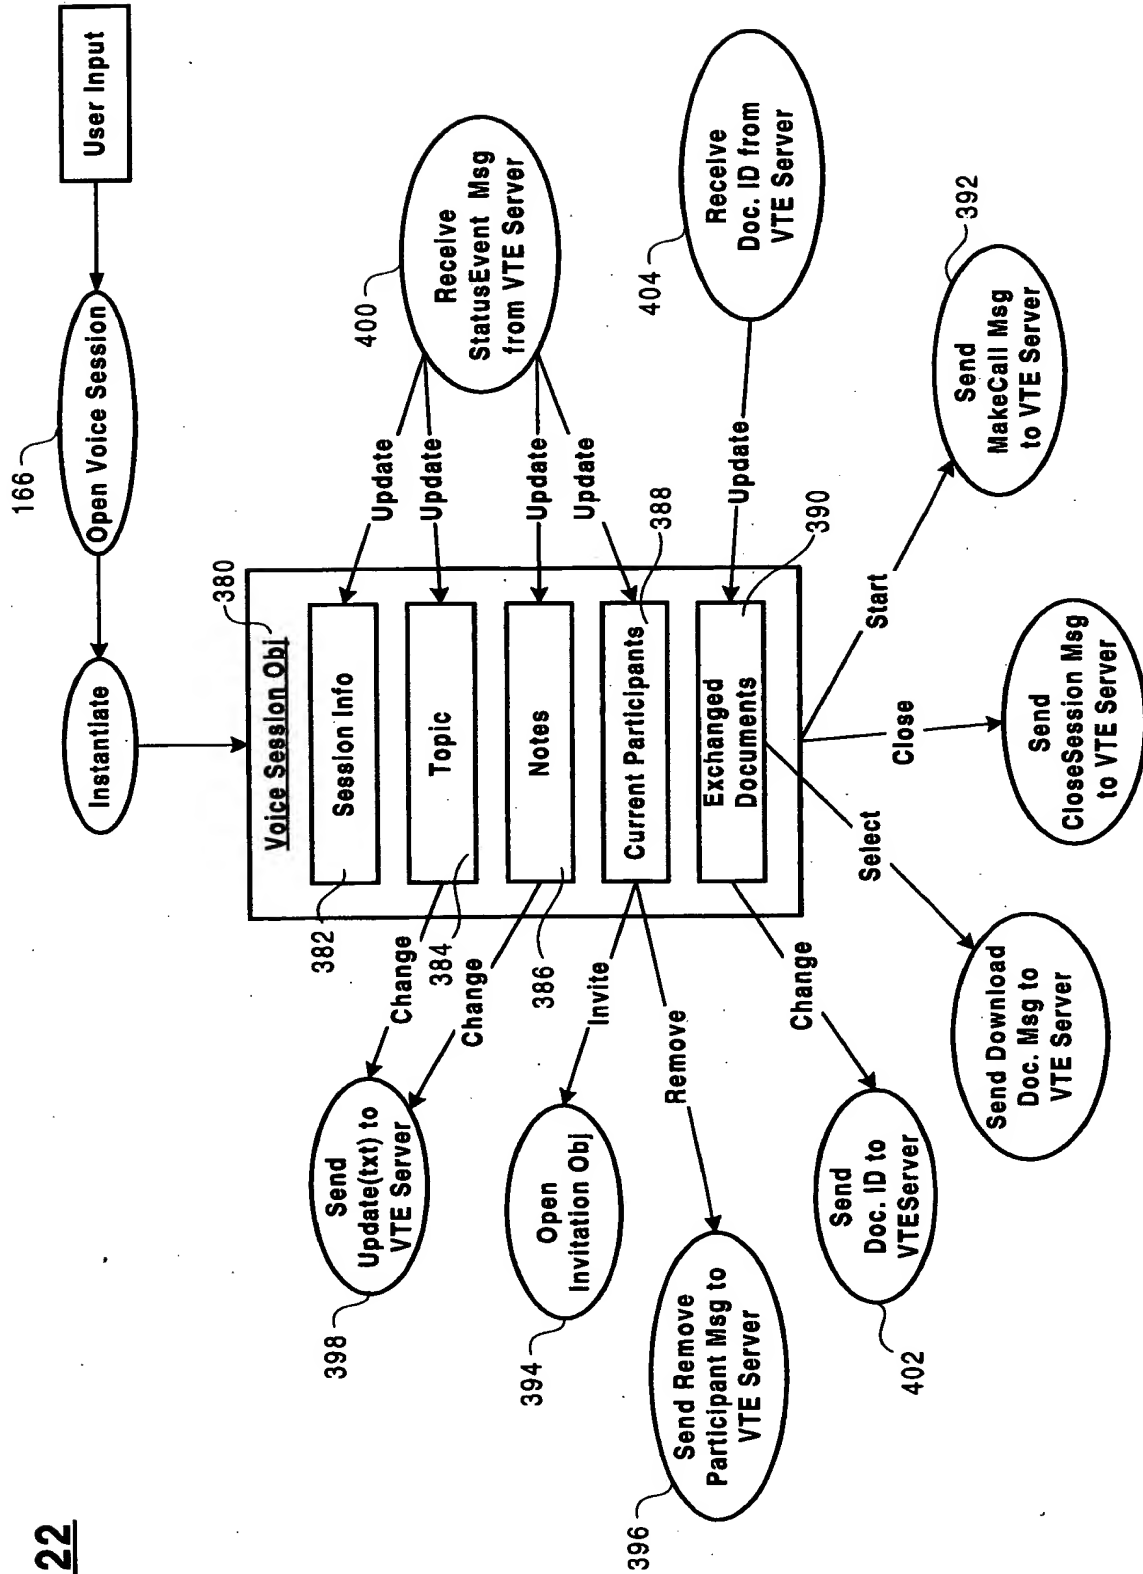 22
User Input
166
Open Voice Session
Instantiate
Voice Session Obj
380
Session Info
382
Topic
384
Notes
386
Current Participants
388
Exchanged
Documents
390
Update
Update
Update
Update
Update
400
Receive
StatusEvent Msg
from VTE Server
404
Receive
Doc. ID from
VTE Server
Change
Change
Invite
Remove
Change
Select
Close
Start
398
Send
Update(txt) to
VTE Server
394
Open
Invitation Obj
396
Send Remove
Participant Msg to
VTE Server
402
Send
Doc. ID to
VTEServer
Send Download
Doc. Msg to
VTE Server
Send
CloseSession Msg
to VTE Server
392
Send
MakeCall Msg
to VTE Server